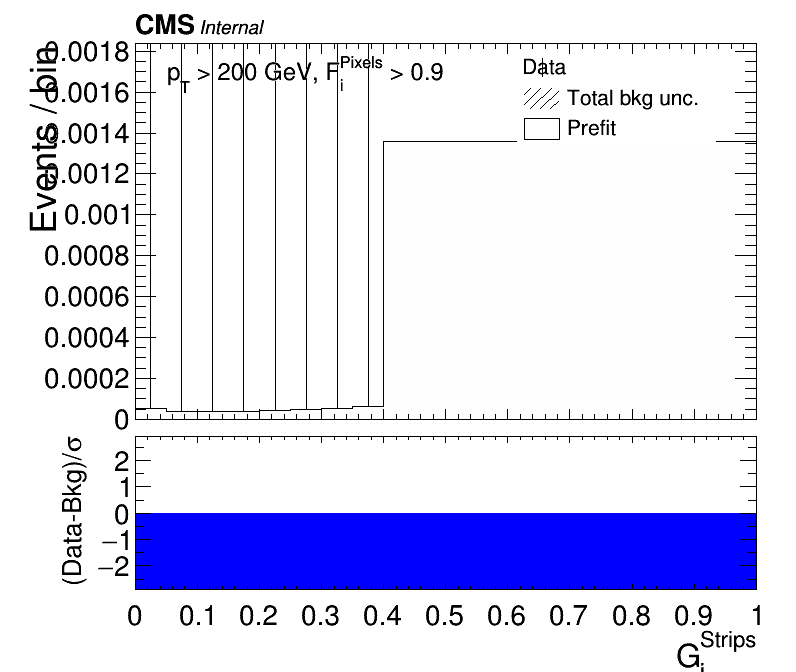 CMS Internal
Events / bin
p_T > 200 GeV, F_i^Pixels > 0.9
Data
Total bkg unc.
Prefit
0.0018
0.0016
0.0014
0.0012
0.001
0.0008
0.0006
0.0004
0.0002
0
(Data-Bkg)/σ
2
1
0
−1
−2
0 0.1 0.2 0.3 0.4 0.5 0.6 0.7 0.8 0.9 1
G_i^Strips